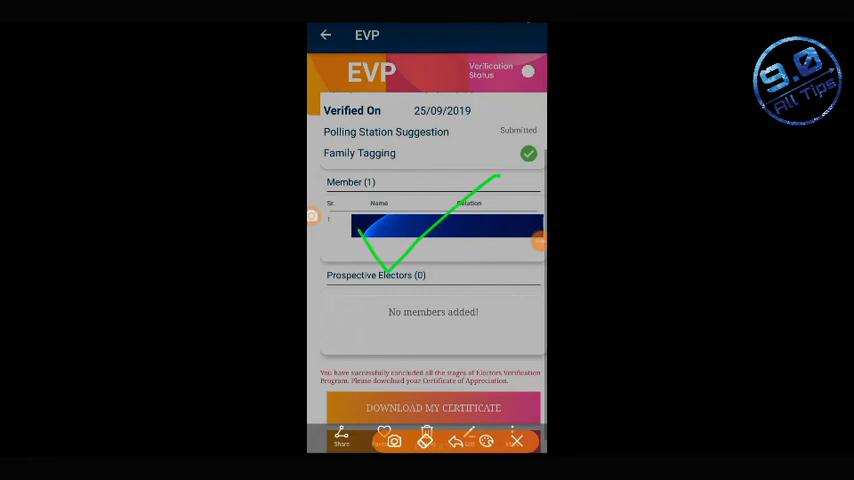 EVP
EVP
Verification
Status
9.0
All Tips
Verified On 25/09/2019
Polling Station Suggestion Submitted
Family Tagging
Member (1)
Sr. Name Relation
1
Prospective Electors (0)
No members added!
You have successfully concluded all the stages of Electors Verification
Program. Please download your Certificate of Appreciation.
DOWNLOAD MY CERTIFICATE
Share